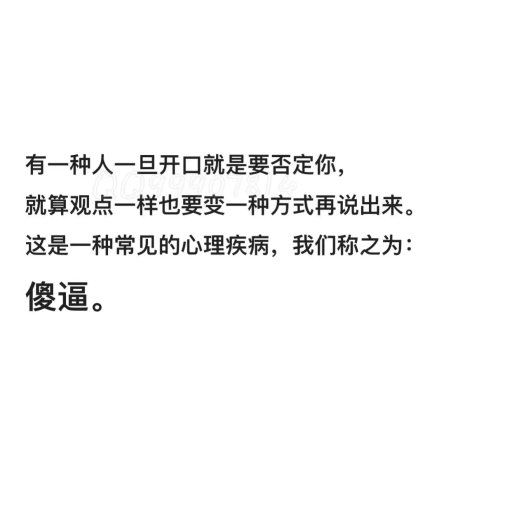 有一种人一旦开口就是要否定你，
就算观点一样也要变一种方式再说出来。
这是一种常见的心理疾病，我们称之为：
傻逼。